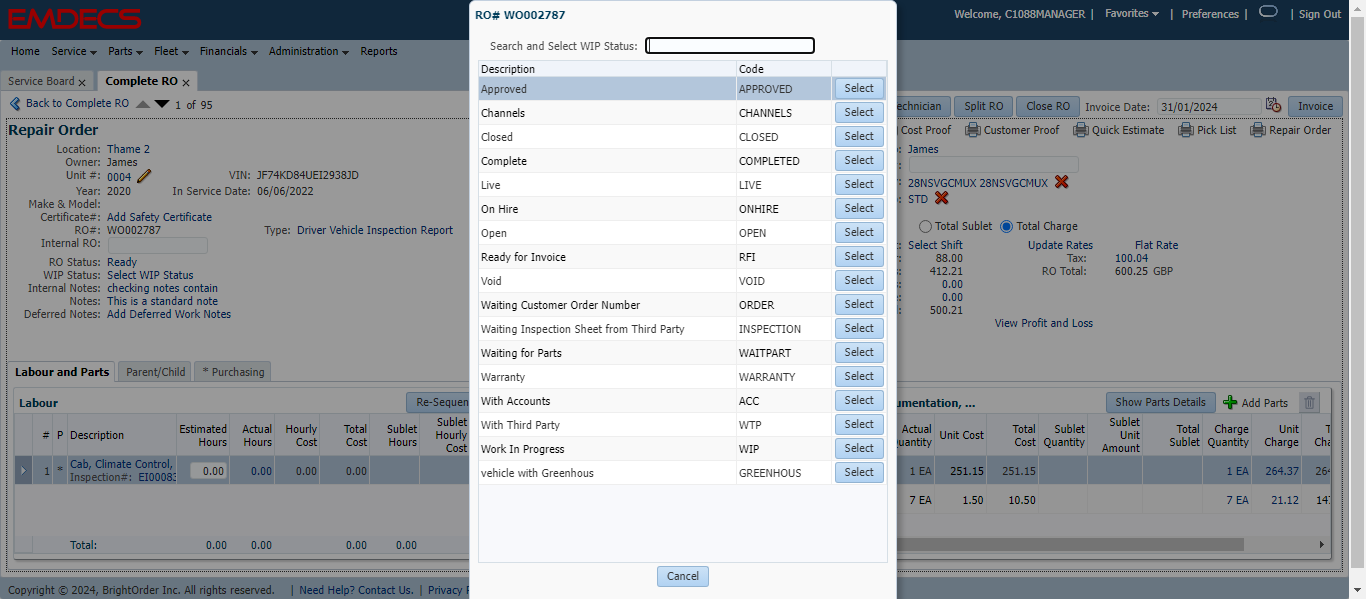 EMDECS
Welcome, C1088MANAGER | Favorites | Preferences | | Sign Out
Home Service Parts Fleet Financials Administration Reports
Service Board x Complete RO x
Back to Complete RO 1 of 95
echnician Split RO Close RO Invoice Date: 31/01/2024 Invoice
Cost Proof Customer Proof Quick Estimate Pick List Repair Order
Repair Order
Location: Thame 2
Owner: James
Unit #: 0004 VIN: JF74KD84UEI2938JD
Year: 2020 In Service Date: 06/06/2022
Make & Model:
Certificate#: Add Safety Certificate
RO#: WO002787 Type: Driver Vehicle Inspection Report
Internal RO:
RO Status: Ready
WIP Status: Select WIP Status
Internal Notes: checking notes contain
Notes: This is a standard note
Deferred Notes: Add Deferred Work Notes
: James
:
: 28NSVGCMUX 28NSVGCMUX
: STD
Total Sublet Total Charge
: Select Shift Update Rates Flat Rate
: 88.00 Tax: 100.04
: 412.21 RO Total: 600.25 GBP
: 0.00
: 0.00
: 500.21
View Profit and Loss
Labour and Parts Parent/Child * Purchasing
Labour Re-Sequen
# P Description Estimated Hours Actual Hours Hourly Cost Total Cost Sublet Hours Sublet Hourly Cost
1 * Cab, Climate Control, 0.00 0.00 0.00 0.00
Inspection#: EI00083
Total: 0.00 0.00 0.00 0.00
umentation, ... Show Parts Details Add Parts
Actual Quantity Unit Cost Total Cost Sublet Quantity Sublet Unit Amount Total Sublet Charge Quantity Unit Charge
1 EA 251.15 251.15 1 EA 264.37 264
7 EA 1.50 10.50 7 EA 21.12
RO# WO002787
Search and Select WIP Status:
Description Code
Approved APPROVED Select
Channels CHANNELS Select
Closed CLOSED Select
Complete COMPLETED Select
Live LIVE Select
On Hire ONHIRE Select
Open OPEN Select
Ready for Invoice RFI Select
Void VOID Select
Waiting Customer Order Number ORDER Select
Waiting Inspection Sheet from Third Party INSPECTION Select
Waiting for Parts WAITPART Select
Warranty WARRANTY Select
With Accounts ACC Select
With Third Party WTP Select
Work In Progress WIP Select
vehicle with Greenhous GREENHOUS Select
Cancel
Copyright © 2024, BrightOrder Inc. All rights reserved. | Need Help? Contact Us. | Privacy